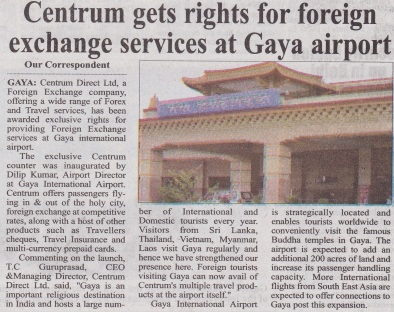 Centrum gets rights for foreign
exchange services at Gaya airport
Our Correspondent
GAYA: Centrum Direct Ltd, a
Foreign Exchange company,
offering a wide range of Forex
and Travel services, has been
awarded exclusive rights for
providing Foreign Exchange
services at Gaya international
airport.
The exclusive Centrum
counter was inaugurated by
Dilip Kumar, Airport Director
at Gaya International Airport.
Centrum offers passengers fly-
ing in & out of the holy city,
foreign exchange at competitive
rates, along with a host of other
products such as Travellers
cheques, Travel Insurance and
multi-currency prepaid cards.
Commenting on the launch,
T.C Guruprasad, CEO
&Managing Director, Centrum
Direct Ltd. said, "Gaya is an
important religious destination
in India and hosts a large num-
ber of International and
Domestic tourists every year.
Visitors from Sri Lanka,
Thailand, Vietnam, Myanmar,
Laos visit Gaya regularly and
hence we have strengthened our
presence here. Foreign tourists
visiting Gaya can now avail of
Centrum's multiple travel prod-
ucts at the airport itself."
Gaya International Airport
is strategically located and
enables tourists worldwide to
conveniently visit the famous
Buddha temples in Gaya. The
airport is expected to add an
additional 200 acres of land and
increase its passenger handling
capacity. More International
flights from South East Asia are
expected to offer connections to
Gaya post this expansion.